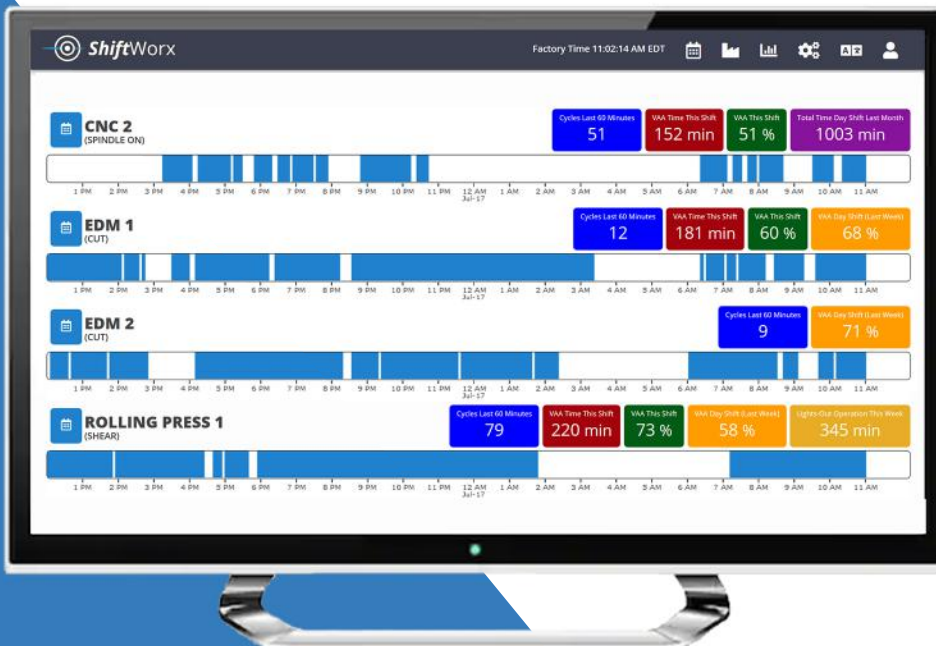 ShiftWorx
Factory Time 11:02:14 AM EDT
CNC 2
(SPINDLE ON)
Cycles Last 60 Minutes
51
VAA Time This Shift
152 min
VAA This Shift
51 %
Total Time Day Shift Last Month
1003 min
1 PM 2 PM 3 PM 4 PM 5 PM 6 PM 7 PM 8 PM 9 PM 10 PM 11 PM 12 AM 1 AM 2 AM 3 AM 4 AM 5 AM 6 AM 7 AM 8 AM 9 AM 10 AM 11 AM
Jul-17
EDM 1
(CUT)
Cycles Last 60 Minutes
12
VAA Time This Shift
181 min
VAA This Shift
60 %
VAA Day Shift (Last Week)
68 %
1 PM 2 PM 3 PM 4 PM 5 PM 6 PM 7 PM 8 PM 9 PM 10 PM 11 PM 12 AM 1 AM 2 AM 3 AM 4 AM 5 AM 6 AM 7 AM 8 AM 9 AM 10 AM 11 AM
Jul-17
EDM 2
(CUT)
Cycles Last 60 Minutes
9
VAA Day Shift (Last Week)
71 %
1 PM 2 PM 3 PM 4 PM 5 PM 6 PM 7 PM 8 PM 9 PM 10 PM 11 PM 12 AM 1 AM 2 AM 3 AM 4 AM 5 AM 6 AM 7 AM 8 AM 9 AM 10 AM 11 AM
Jul-17
ROLLING PRESS 1
(SHEAR)
Cycles Last 60 Minutes
79
VAA Time This Shift
220 min
VAA This Shift
73 %
VAA Day Shift (Last Week)
58 %
Lights-Out Operation This Week
345 min
1 PM 2 PM 3 PM 4 PM 5 PM 6 PM 7 PM 8 PM 9 PM 10 PM 11 PM 12 AM 1 AM 2 AM 3 AM 4 AM 5 AM 6 AM 7 AM 8 AM 9 AM 10 AM 11 AM
Jul-17